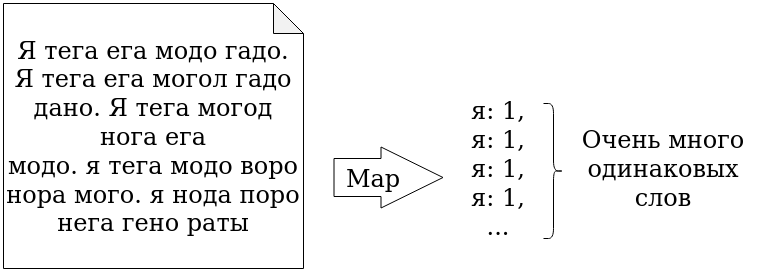 Я тега ега модо гадо.
Я тега ега могол гадо
дано. Я тега могод
нога ега
модо. я тега модо воро
нора мого. я нода поро
нега гено раты
Map
я: 1,
я: 1,
я: 1,
я: 1,
...
Очень много
одинаковых
слов